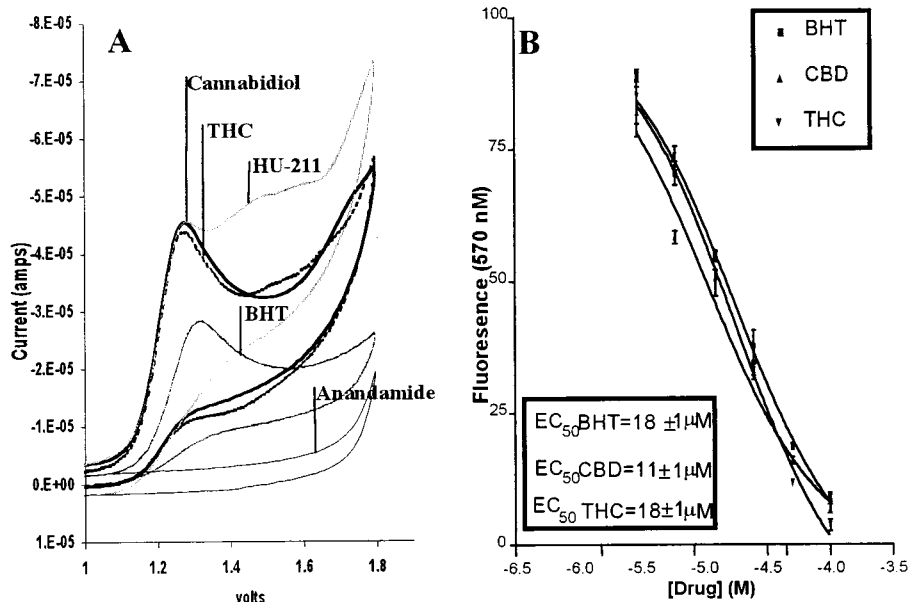 A
-8.E-05
-7.E-05
-6.E-05
-5.E-05
-4.E-05
-3.E-05
-2.E-05
-1.E-05
0.E+00
1.E-05
Current (amps)
Cannabidiol
THC
HU-211
BHT
Anandamide
1
1.2
1.4
1.6
1.8
volts
B
100
75
50
25
0
Fluoresence (570 nM)
BHT
CBD
THC
EC50BHT=18 ±1µM
EC50CBD=11±1µM
EC50 THC=18±1µM
-6.5
-6.0
-5.5
-5.0
-4.5
-4.0
-3.5
[Drug] (M)